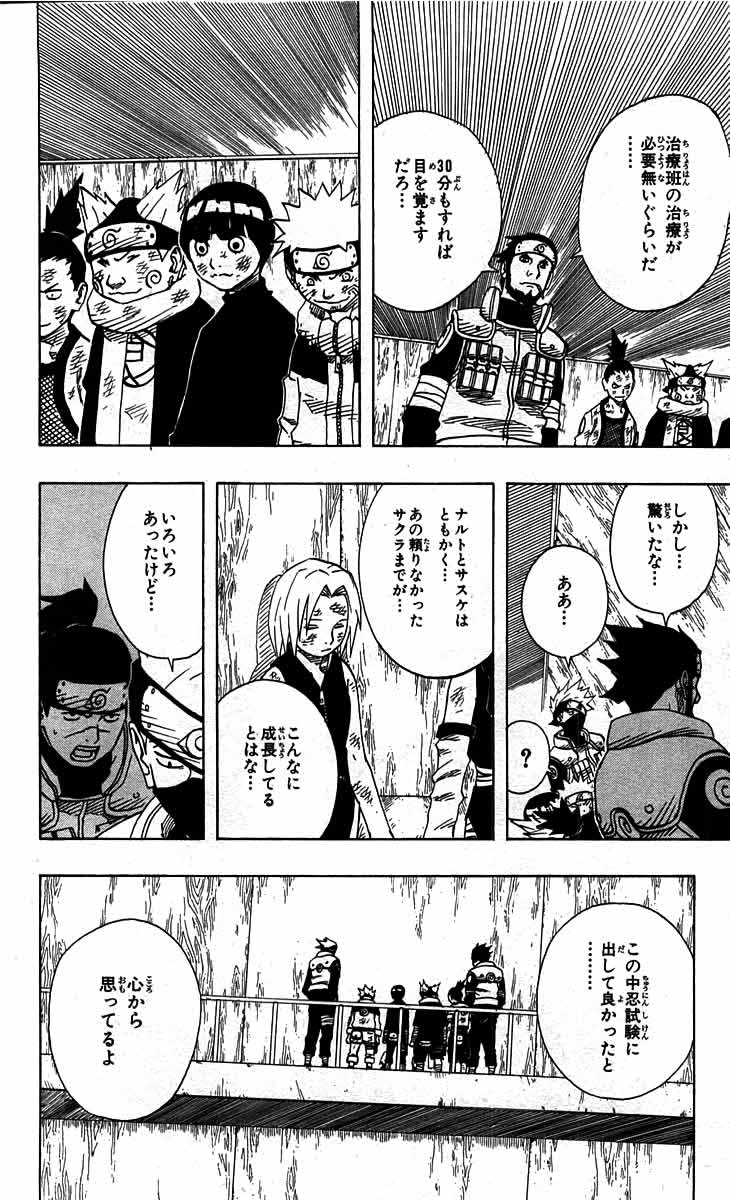 治療班の治療が
必要無いぐらいだ
……
30分もすれば
目を覚ます
だろ…
しかし…
驚いたな…
ああ…
？
ナルトとサスケは
ともかく…
あの頼りなかった
サクラまでが…
こんなに
成長してる
とはな…
いろいろ
あったけど…
この中忍試験に
出して良かったと
………
心から
思ってるよ